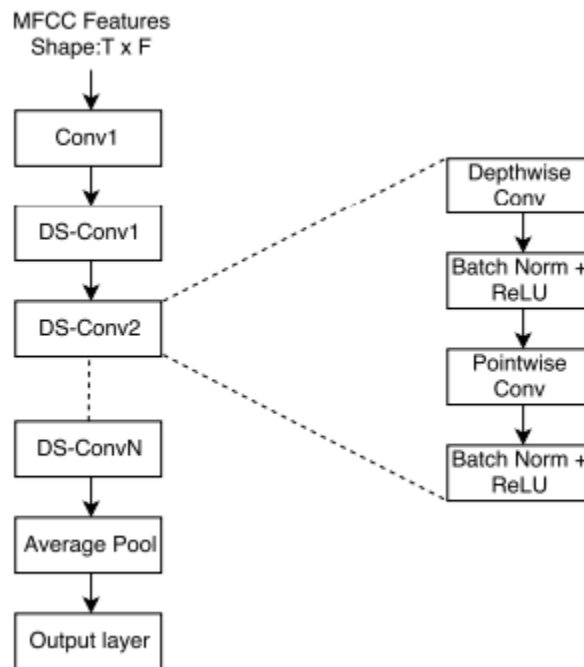 MFCC Features
Shape:T x F
Conv1
DS-Conv1
DS-Conv2
DS-ConvN
Average Pool
Output layer
Depthwise
Conv
Batch Norm +
ReLU
Pointwise
Conv
Batch Norm +
ReLU